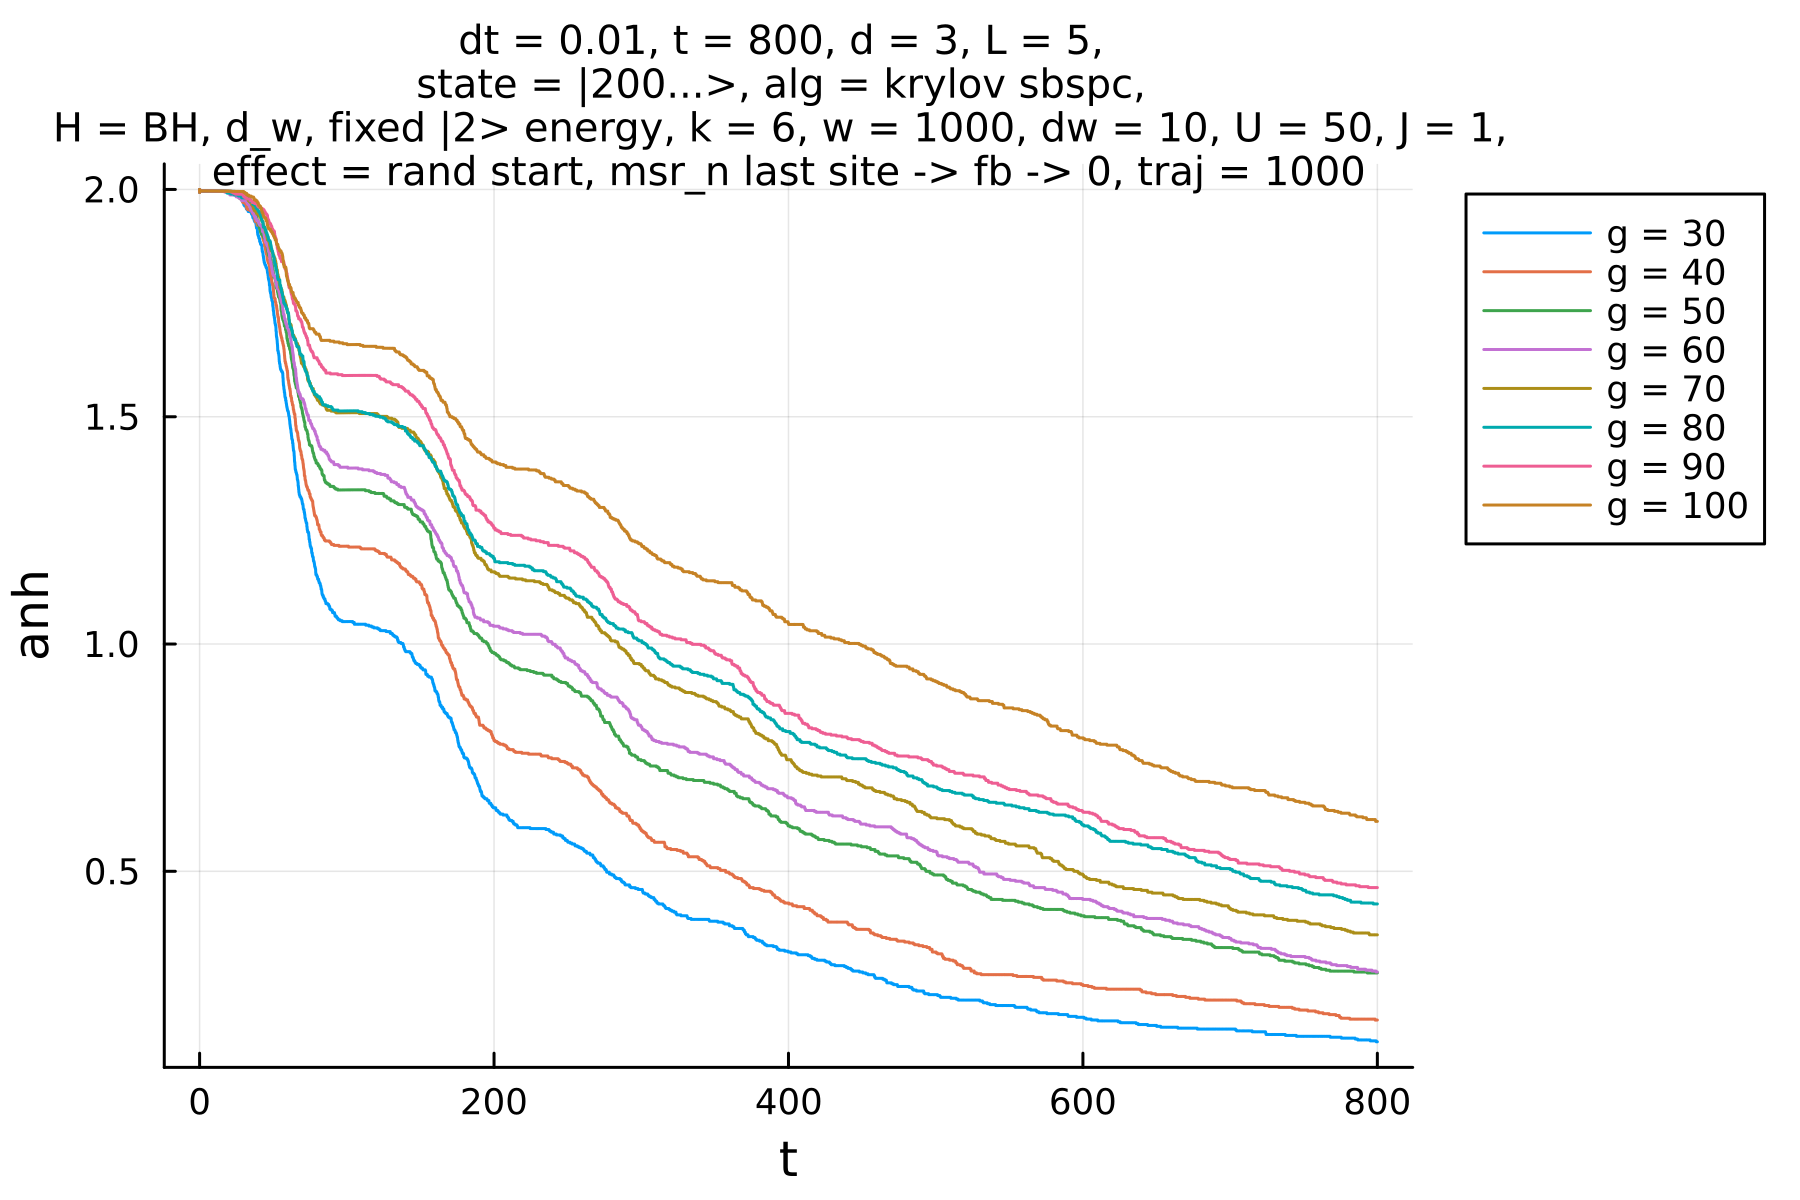 dt = 0.01, t = 800, d = 3, L = 5,
state = |200...>, alg = krylov sbspc,
H = BH, d_w, fixed |2> energy, k = 6, w = 1000, dw = 10, U = 50, J = 1,
effect = rand start, msr_n last site -> fb -> 0, traj = 1000
2.0
1.5
1.0
0.5
anh
0 200 400 600 800
t
g = 30
g = 40
g = 50
g = 60
g = 70
g = 80
g = 90
g = 100